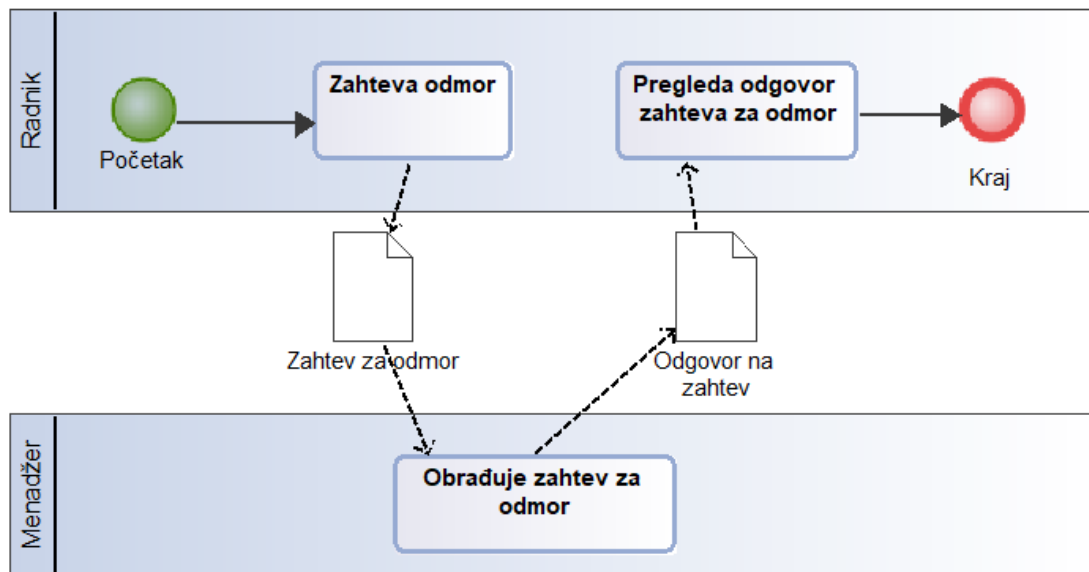 Radnik
Početak
Zahteva odmor
Pregleda odgovor
zahteva za odmor
Kraj
Zahtev za odmor
Odgovor na
zahtev
Menadžer
Obrađuje zahtev za
odmor